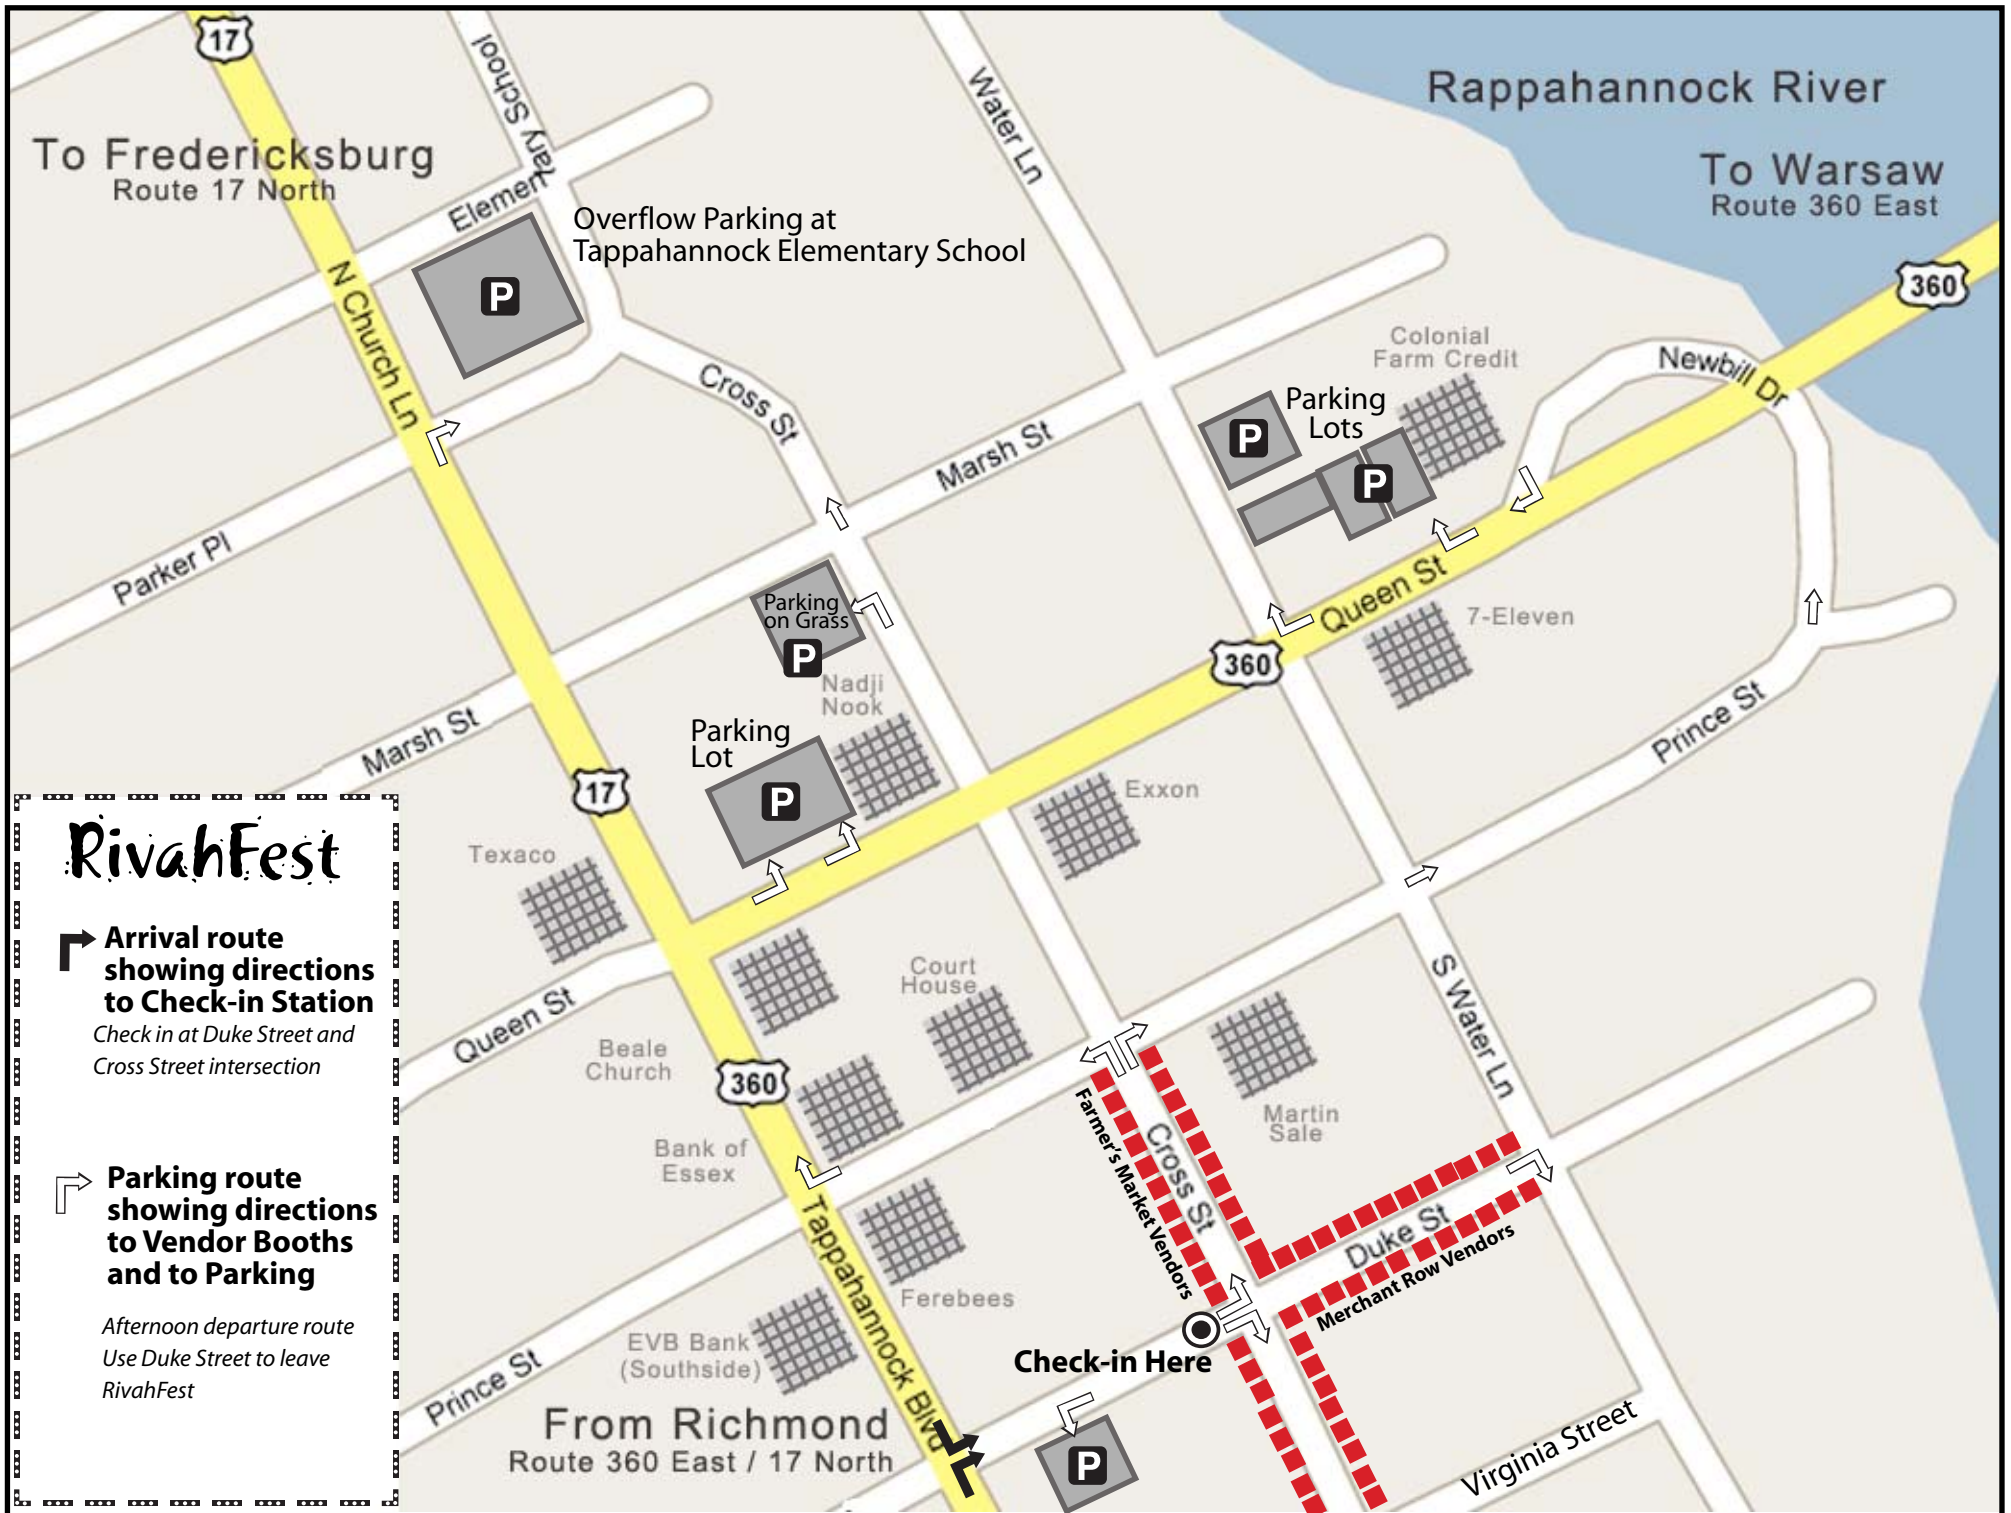 17
Rappahannock River
To Warsaw
Route 360 East
360
To Fredericksburg
Route 17 North
Elementary School
Water Ln
Overflow Parking at
Tappahannock Elementary School
P
N Church Ln
Cross St
Marsh St
Colonial
Farm Credit
Parking
Lots
P
P
Newbill Dr
Parker Pl
Parking
on Grass
P
Queen St
7-Eleven
360
Nadji
Nook
Marsh St
Parking
Lot
P
17
Prince St
Exxon
Texaco
RivahFest
Arrival route
showing directions
to Check-in Station
Check in at Duke Street and
Cross Street intersection
Parking route
showing directions
to Vendor Booths
and to Parking
Afternoon departure route
Use Duke Street to leave
RivahFest
Queen St
Court
House
S Water Ln
Beale
Church
360
Bank of
Essex
Martin
Sale
Farmer's Market Vendors
Cross St
Duke St
Merchant Row Vendors
Tappahannock Blvd
Ferebees
EVB Bank
(Southside)
Check-in Here
Prince St
From Richmond
Route 360 East / 17 North
P
Virginia Street